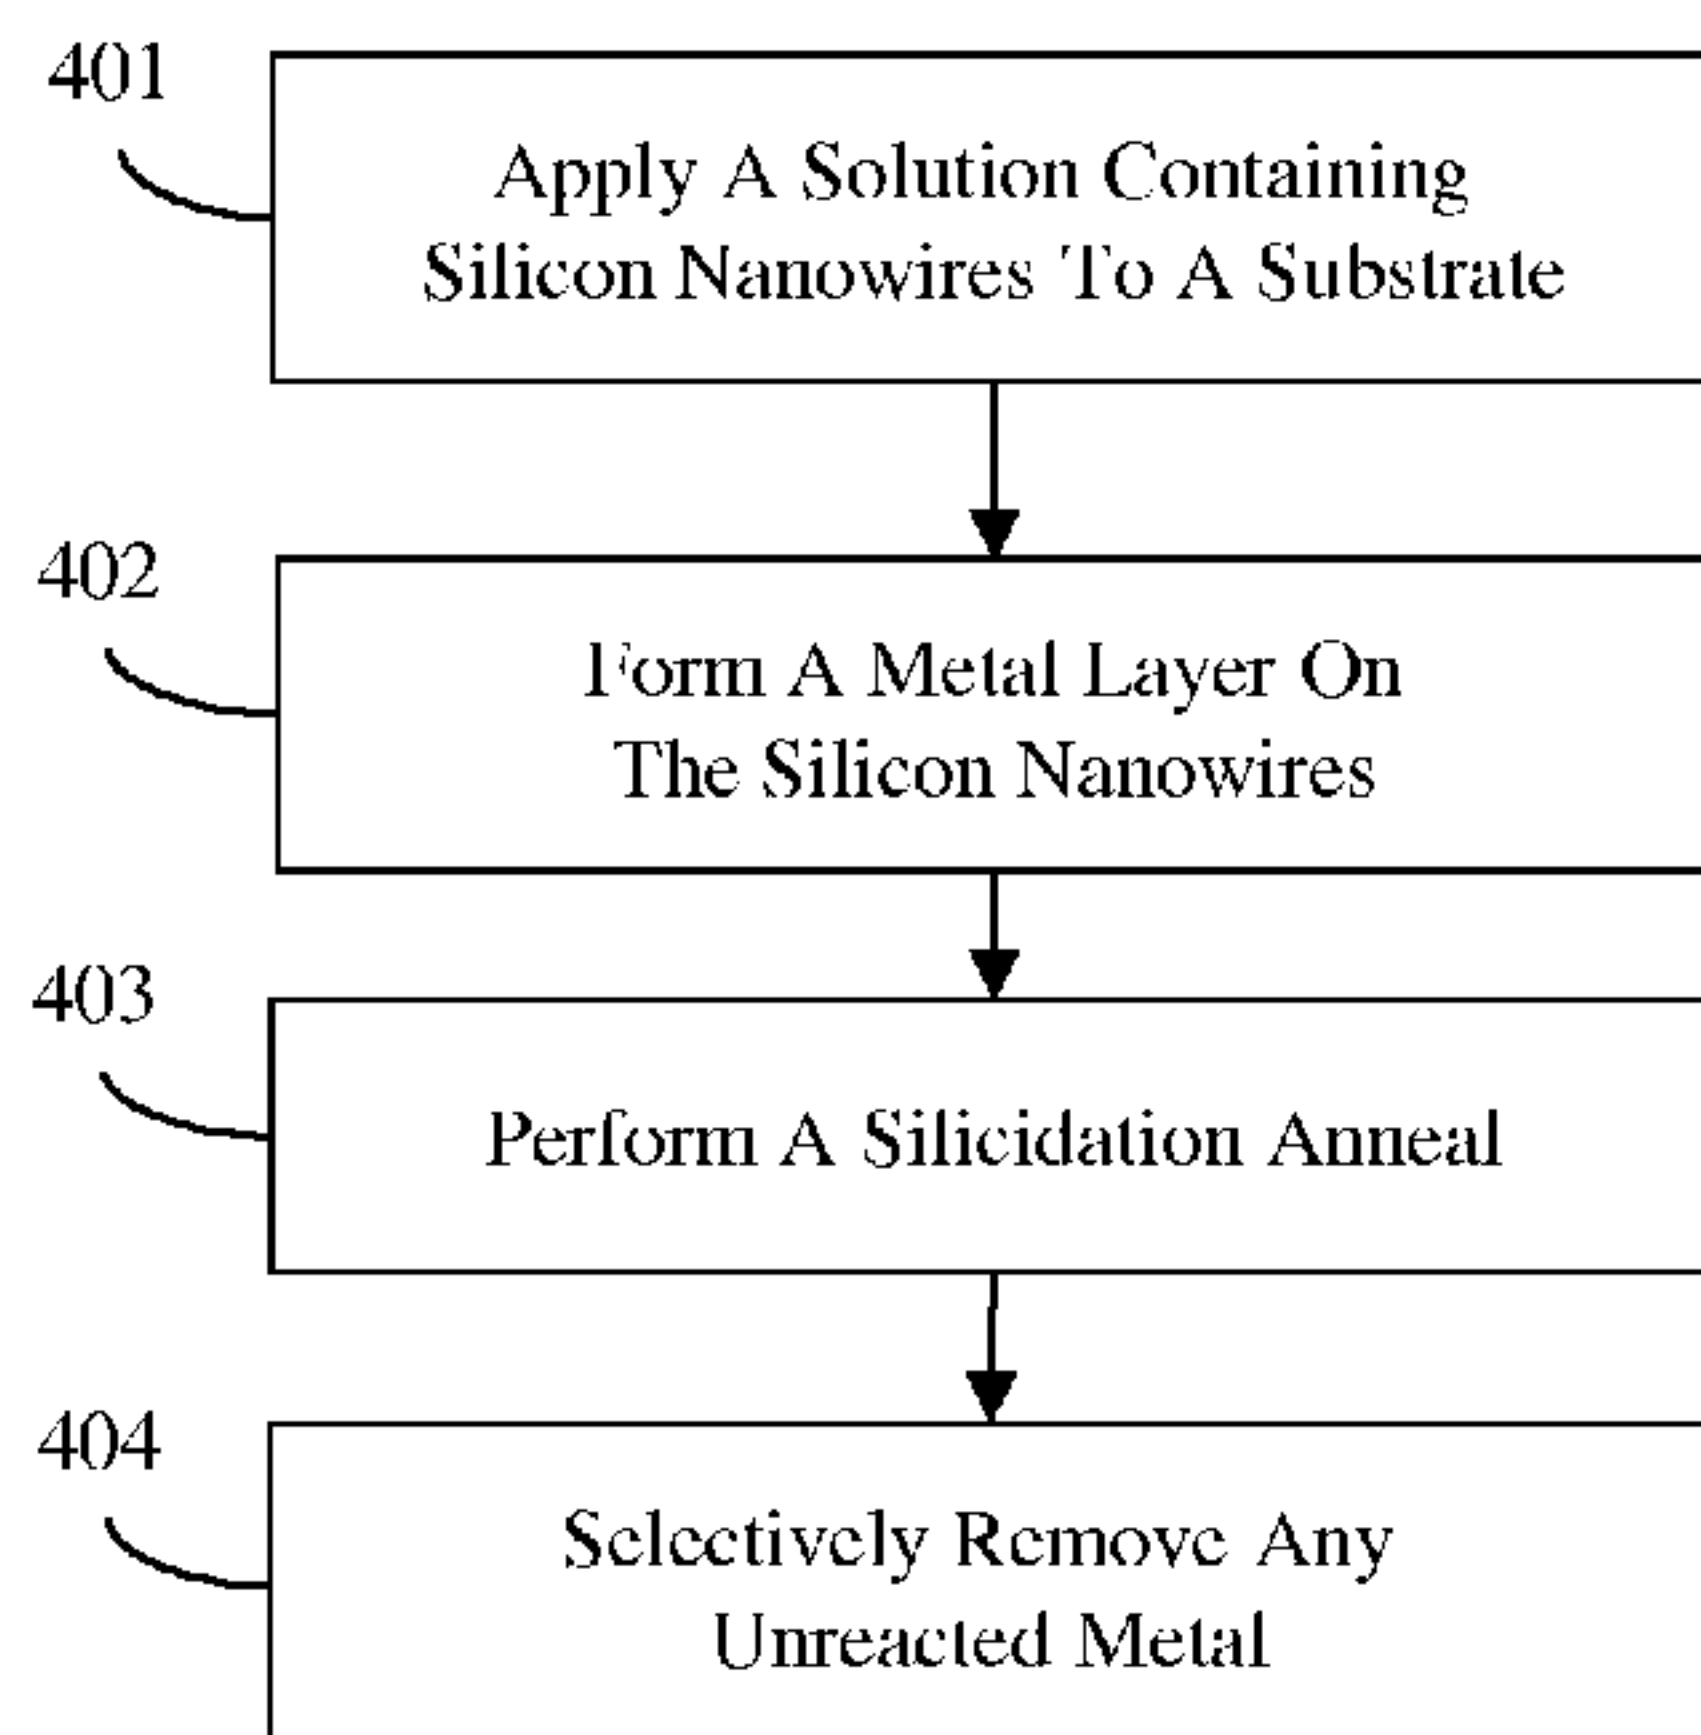 401
Apply A Solution Containing
Silicon Nanowires To A Substrate
402
Form A Metal Layer On
The Silicon Nanowires
403
Perform A Silicidation Anneal
404
Selectively Remove Any
Unreacted Metal